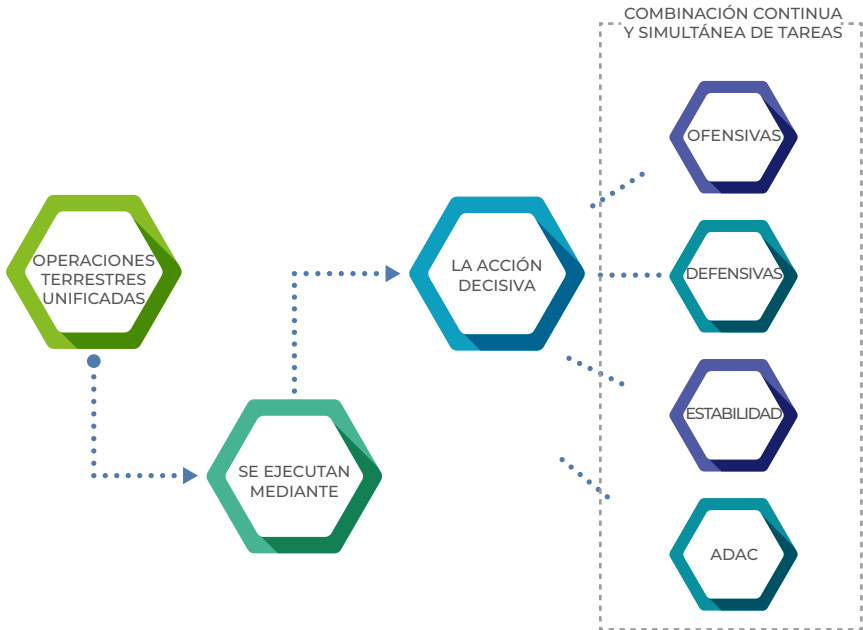 COMBINACIÓN CONTINUA
Y SIMULTÁNEA DE TAREAS
OPERACIONES
TERRESTRES
UNIFICADAS
SE EJECUTAN
MEDIANTE
LA ACCIÓN
DECISIVA
OFENSIVAS
DEFENSIVAS
ESTABILIDAD
ADAC